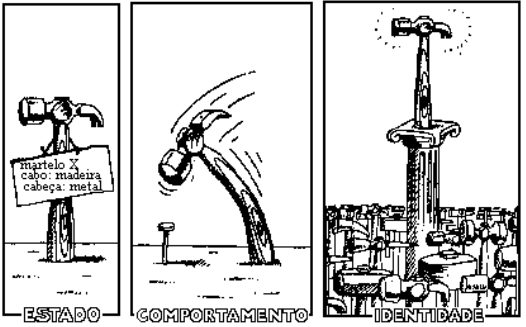 martelo X
cabo: madeira
cabeça: metal
ESTADO
COMPORTAMENTO
IDENTIDADE